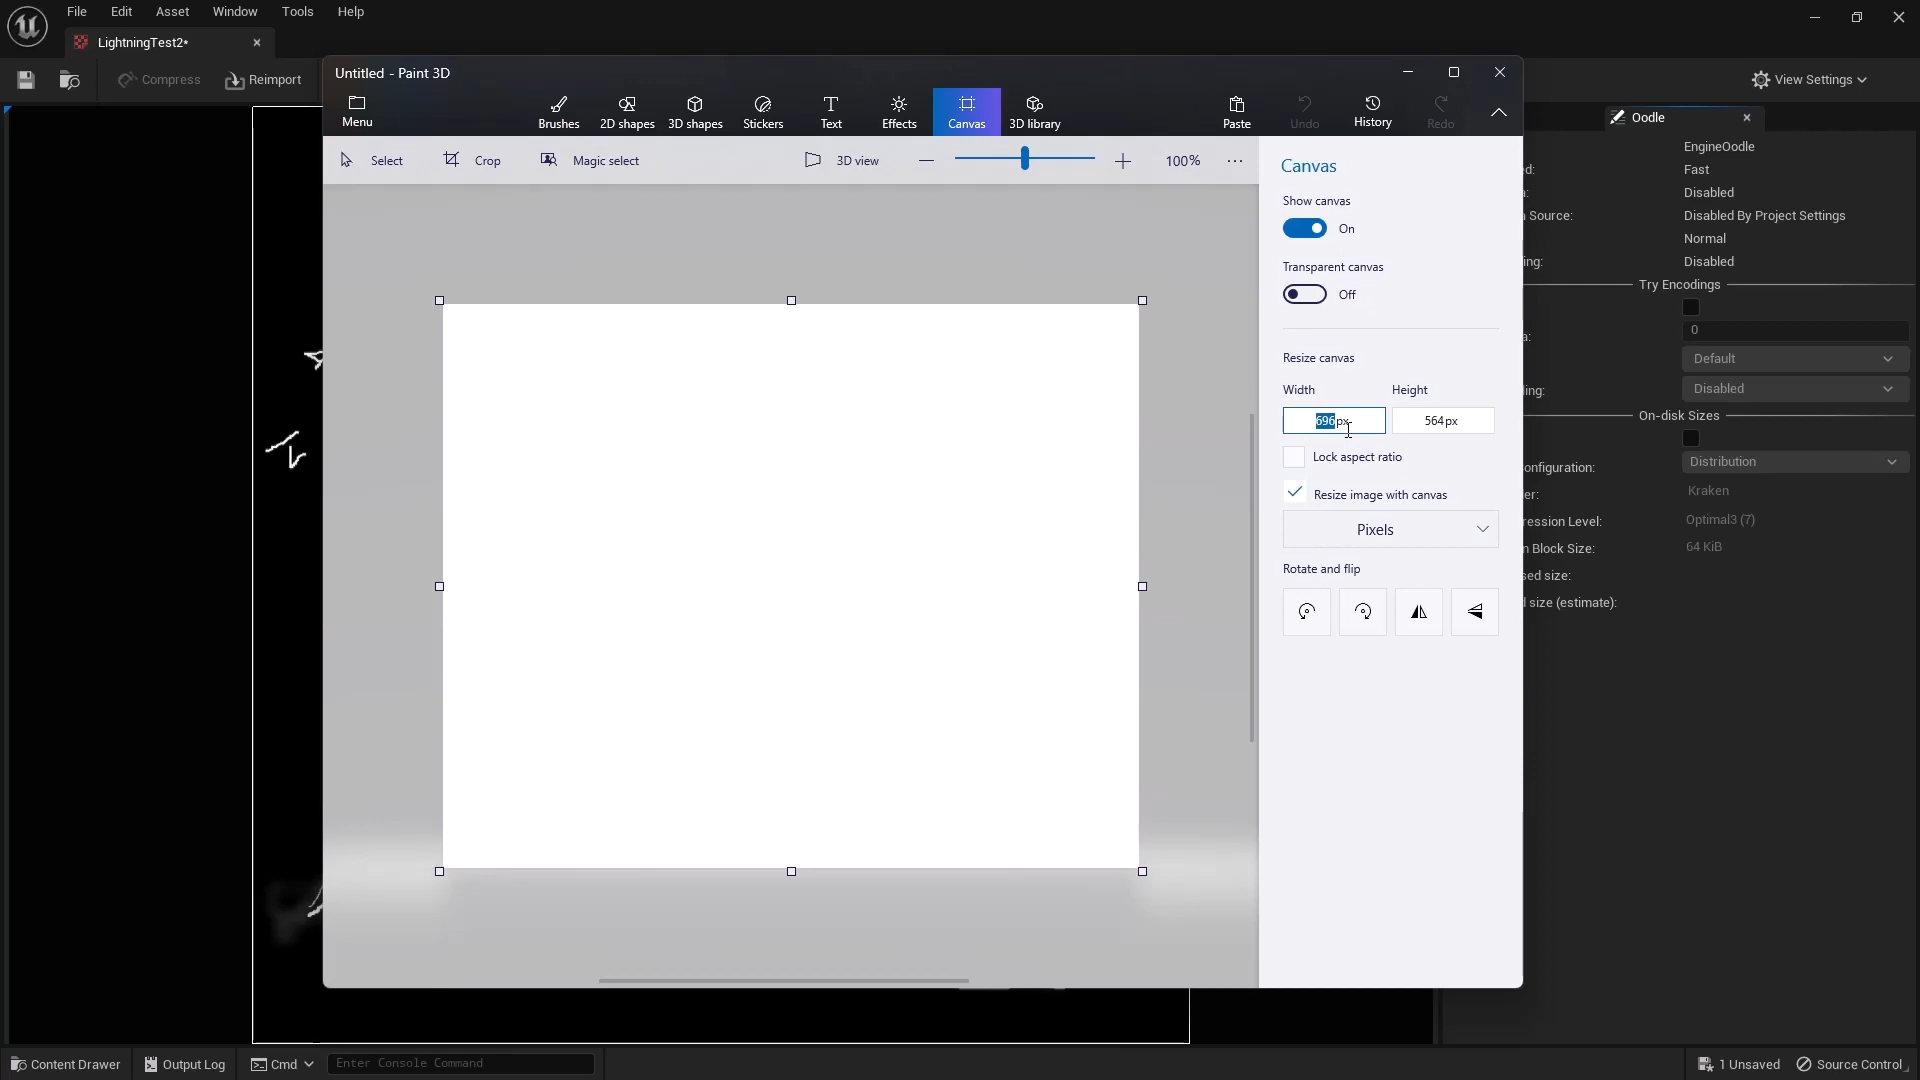 File Edit Asset Window Tools Help
LightningTest2*
Compress Reimport View Settings
Untitled - Paint 3D
Menu Brushes 2D shapes 3D shapes Stickers Text Effects Canvas 3D library Paste Undo History Redo
Select Crop Magic select 3D view 100%
Canvas
Show canvas
On
Transparent canvas
Off
Resize canvas
Width Height
696px 564px
Lock aspect ratio
Resize image with canvas
Pixels
Rotate and flip
Oodle
EngineOodle
d: Fast
a: Disabled
Source: Disabled By Project Settings
Normal
ing: Disabled
Try Encodings
0
a: Default
ling: Disabled
On-disk Sizes
onfiguration: Distribution
er: Kraken
ression Level: Optimal3 (7)
n Block Size: 64 KiB
sed size:
size (estimate):
Content Drawer Output Log Cmd Enter Console Command 1 Unsaved Source Control